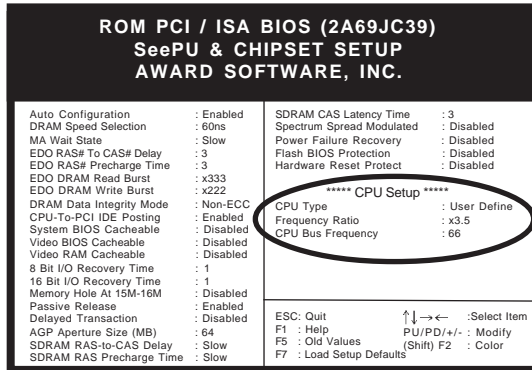 ROM PCI / ISA BIOS (2A69JC39)
SeePU & CHIPSET SETUP
AWARD SOFTWARE, INC.
Auto Configuration : Enabled
DRAM Speed Selection : 60ns
MA Wait State : Slow
EDO RAS# To CAS# Delay : 3
EDO RAS# Precharge Time : 3
EDO DRAM Read Burst : x333
EDO DRAM Write Burst : x222
DRAM Data Integrity Mode : Non-ECC
CPU-To-PCI IDE Posting : Enabled
System BIOS Cacheable : Disabled
Video BIOS Cacheable : Disabled
Video RAM Cacheable : Disabled
8 Bit I/O Recovery Time : 1
16 Bit I/O Recovery Time : 1
Memory Hole At 15M-16M : Disabled
Passive Release : Enabled
Delayed Transaction : Disabled
AGP Aperture Size (MB) : 64
SDRAM RAS-to-CAS Delay : Slow
SDRAM RAS Precharge Time : Slow
SDRAM CAS Latency Time : 3
Spectrum Spread Modulated : Disabled
Power Failure Recovery : Disabled
Flash BIOS Protection : Disabled
Hardware Reset Protect : Disabled
***** CPU Setup *****
CPU Type : User Define
Frequency Ratio : x3.5
CPU Bus Frequency : 66
ESC: Quit ↑↓→← :Select Item
F1 : Help PU/PD/+/- : Modify
F5 : Old Values (Shift) F2 : Color
F7 : Load Setup Defaults